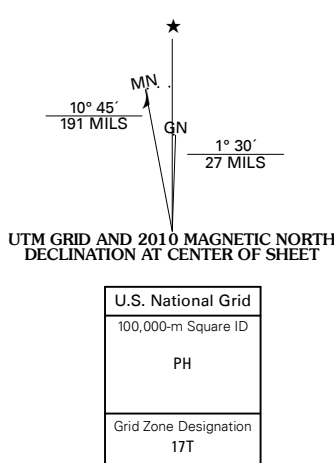 ★
MN
10° 45´
191 MILS
GN
1° 30´
27 MILS
UTM GRID AND 2010 MAGNETIC NORTH
DECLINATION AT CENTER OF SHEET
U.S. National Grid
100,000-m Square ID
PH
Grid Zone Designation
17T